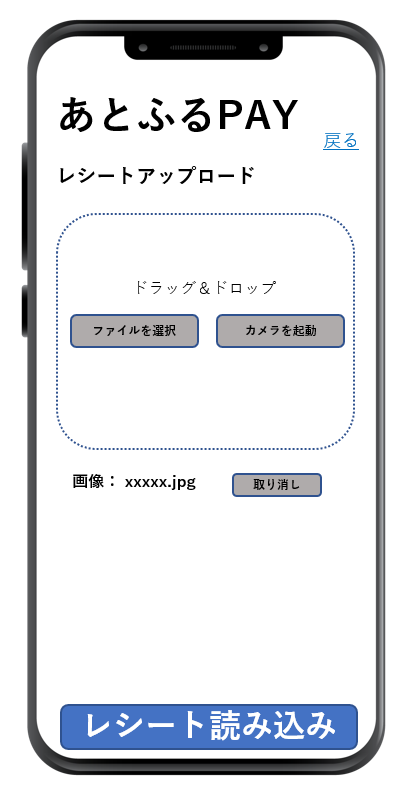 あとふるPAY
戻る
レシートアップロード
ドラッグ＆ドロップ
ファイルを選択
カメラを起動
画像： xxxxx.jpg
取り消し
レシート読み込み